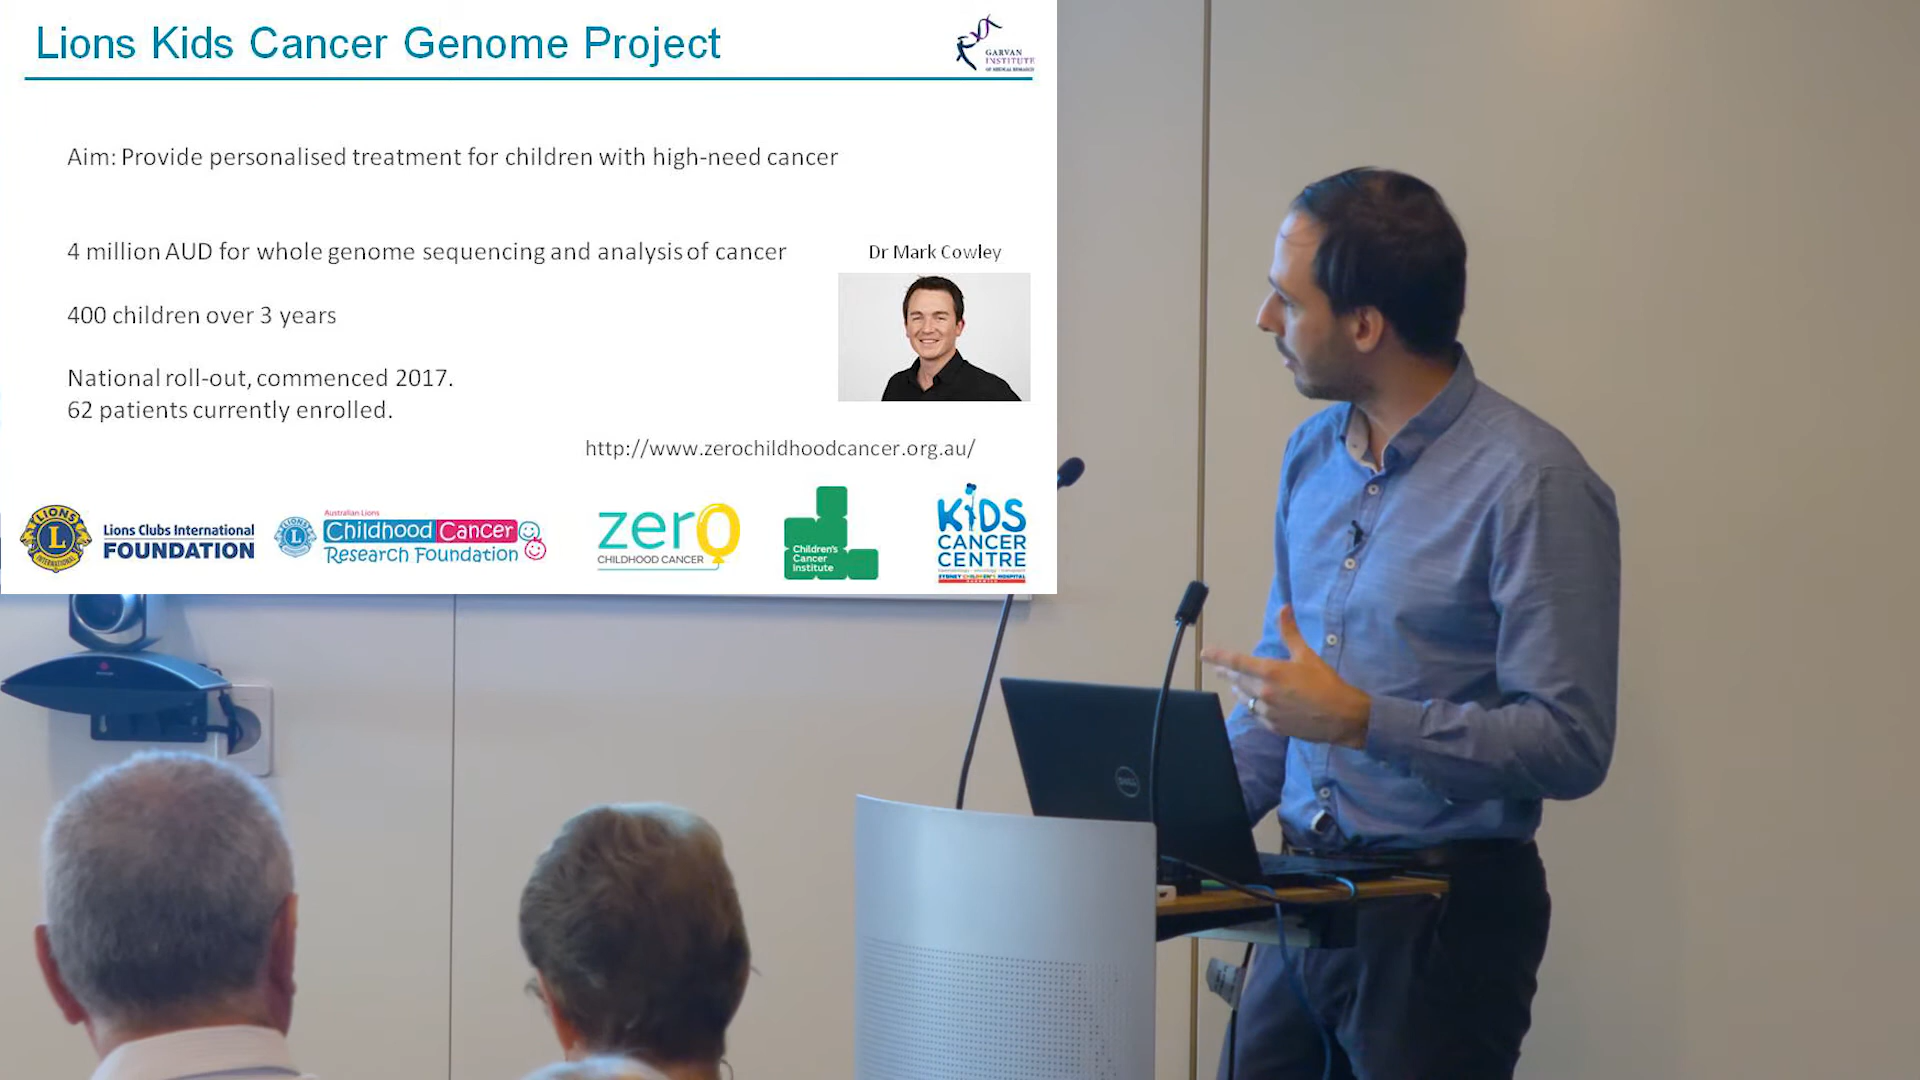 Lions Kids Cancer Genome Project
GARVAN
INSTITUTE
OF MEDICAL RESEARCH
Aim: Provide personalised treatment for children with high-need cancer
4 million AUD for whole genome sequencing and analysis of cancer
Dr Mark Cowley
400 children over 3 years
National roll-out, commenced 2017.
62 patients currently enrolled.
http://www.zerochildhoodcancer.org.au/
LIONS
L
INTERNATIONAL
Lions Clubs International
FOUNDATION
Australian Lions
LIONS
L
Childhood Cancer
Research Foundation
zero
CHILDHOOD CANCER
Children's
Cancer
Institute
KiDS
CANCER
CENTRE
SYDNEY CHILDREN'S HOSPITAL
DELL